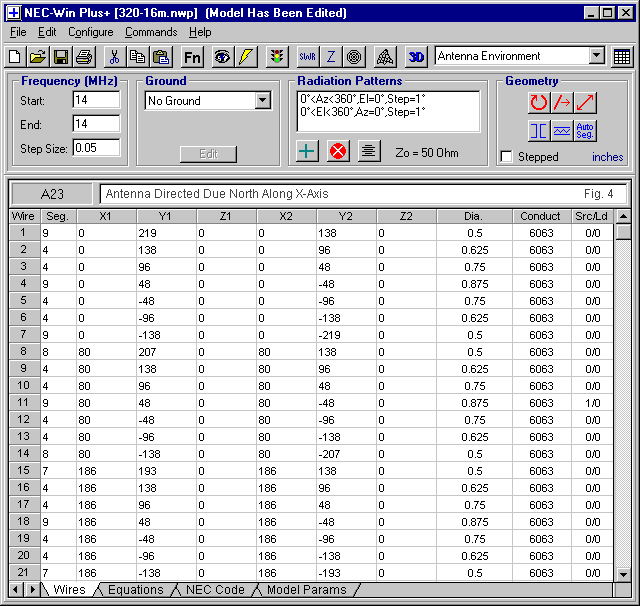 NEC-Win Plus+ [320-16m.nwp] (Model Has Been Edited)
File Edit Configure Commands Help
Fn SWR Z 3D Antenna Environment
Frequency (MHz)
Start: 14
End: 14
Step Size: 0.05
Ground
No Ground
Edit
Radiation Patterns
0°<Az<360°,El=0°,Step=1°
0°<El<360°,Az=0°,Step=1°
Zo = 50 Ohm
Geometry
Auto Seg.
Stepped inches
A23 Antenna Directed Due North Along X-Axis Fig. 4
Wire Seg. X1 Y1 Z1 X2 Y2 Z2 Dia. Conduct Src/Ld
1 9 0 219 0 0 138 0 0.5 6063 0/0
2 4 0 138 0 0 96 0 0.625 6063 0/0
3 4 0 96 0 0 48 0 0.75 6063 0/0
4 9 0 48 0 0 -48 0 0.875 6063 0/0
5 4 0 -48 0 0 -96 0 0.75 6063 0/0
6 4 0 -96 0 0 -138 0 0.625 6063 0/0
7 9 0 -138 0 0 -219 0 0.5 6063 0/0
8 8 80 207 0 80 138 0 0.5 6063 0/0
9 4 80 138 0 80 96 0 0.625 6063 0/0
10 4 80 96 0 80 48 0 0.75 6063 0/0
11 9 80 48 0 80 -48 0 0.875 6063 1/0
12 4 80 -48 0 80 -96 0 0.75 6063 0/0
13 4 80 -96 0 80 -138 0 0.625 6063 0/0
14 8 80 -138 0 80 -207 0 0.5 6063 0/0
15 7 186 193 0 186 138 0 0.5 6063 0/0
16 4 186 138 0 186 96 0 0.625 6063 0/0
17 4 186 96 0 186 48 0 0.75 6063 0/0
18 9 186 48 0 186 -48 0 0.875 6063 0/0
19 4 186 -48 0 186 -96 0 0.75 6063 0/0
20 4 186 -96 0 186 -138 0 0.625 6063 0/0
21 7 186 -138 0 186 -193 0 0.5 6063 0/0
Wires Equations NEC Code Model Params